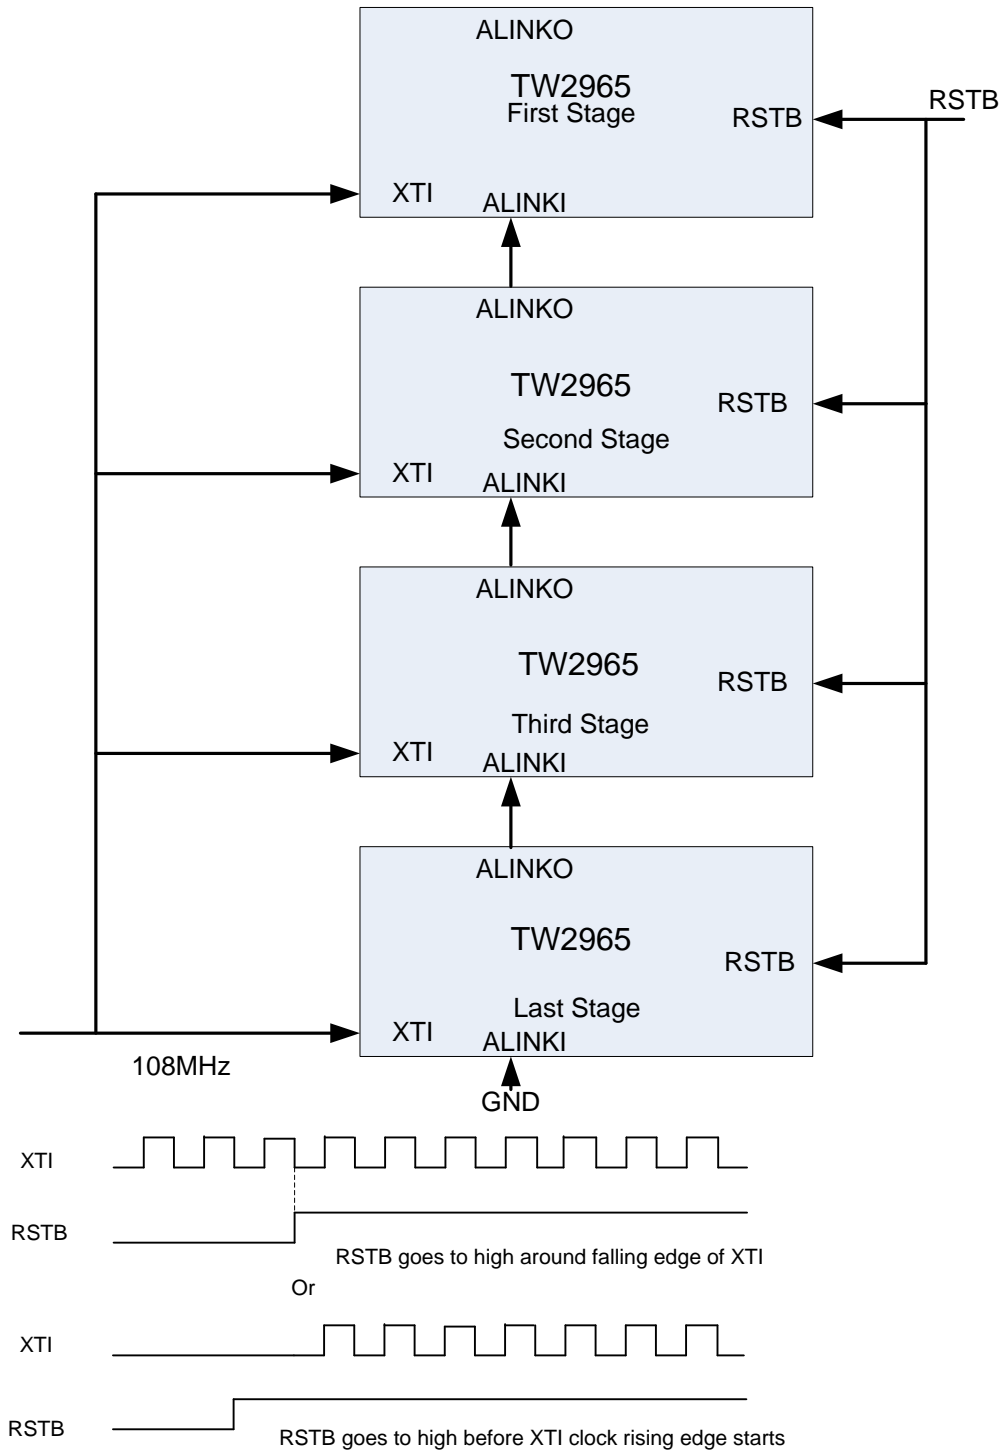 ALINKO
TW2965
First Stage
RSTB
RSTB
XTI
ALINKI
ALINKO
TW2965
RSTB
Second Stage
XTI
ALINKI
ALINKO
TW2965
RSTB
Third Stage
XTI
ALINKI
ALINKO
TW2965
RSTB
Last Stage
XTI
ALINKI
108MHz
GND
XTI
RSTB
RSTB goes to high around falling edge of XTI
Or
XTI
RSTB
RSTB goes to high before XTI clock rising edge starts